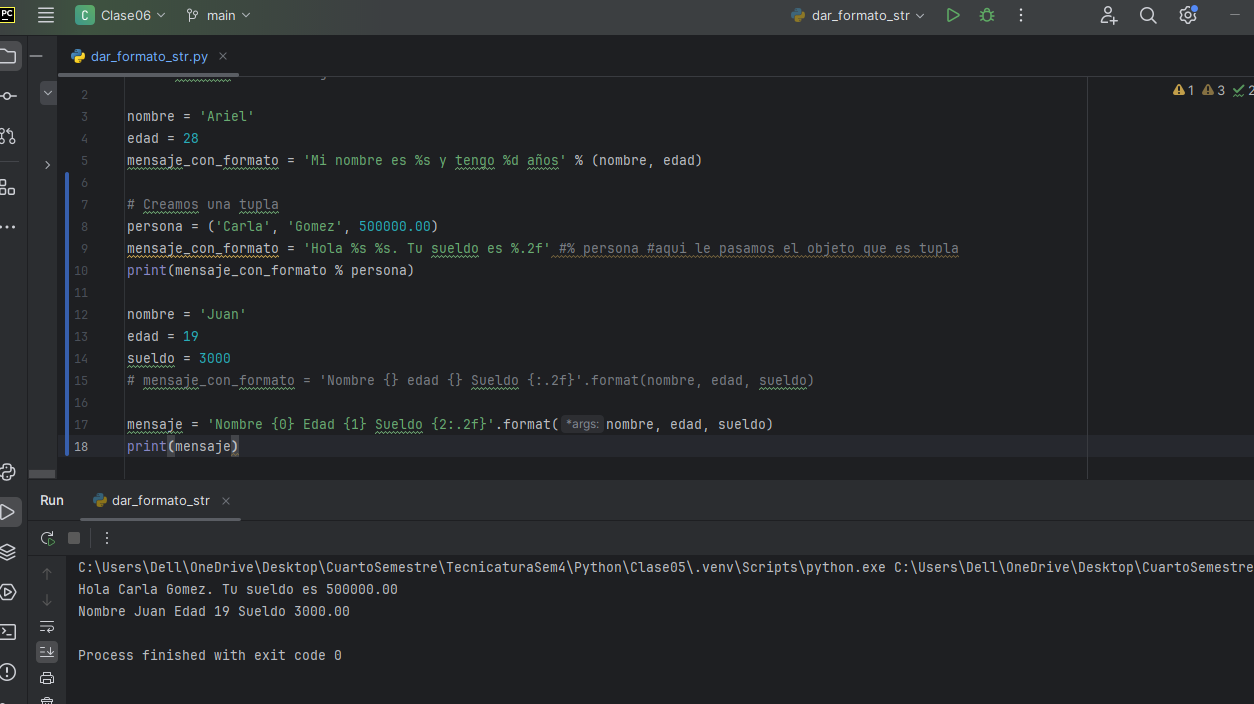 PC
C Clase06 main dar_formato_str
dar_formato_str.py
1 3 2
2
3 nombre = 'Ariel'
4 edad = 28
5 mensaje_con_formato = 'Mi nombre es %s y tengo %d años' % (nombre, edad)
6
7 # Creamos una tupla
8 persona = ('Carla', 'Gomez', 500000.00)
9 mensaje_con_formato = 'Hola %s %s. Tu sueldo es %.2f' #% persona #aqui le pasamos el objeto que es tupla
10 print(mensaje_con_formato % persona)
11
12 nombre = 'Juan'
13 edad = 19
14 sueldo = 3000
15 # mensaje_con_formato = 'Nombre {} edad {} Sueldo {:.2f}'.format(nombre, edad, sueldo)
16
17 mensaje = 'Nombre {0} Edad {1} Sueldo {2:.2f}'.format( *args: nombre, edad, sueldo)
18 print(mensaje)
Run dar_formato_str
C:\Users\Dell\OneDrive\Desktop\CuartoSemestre\TecnicaturaSem4\Python\Clase05\.venv\Scripts\python.exe C:\Users\Dell\OneDrive\Desktop\CuartoSemestre
Hola Carla Gomez. Tu sueldo es 500000.00
Nombre Juan Edad 19 Sueldo 3000.00
Process finished with exit code 0